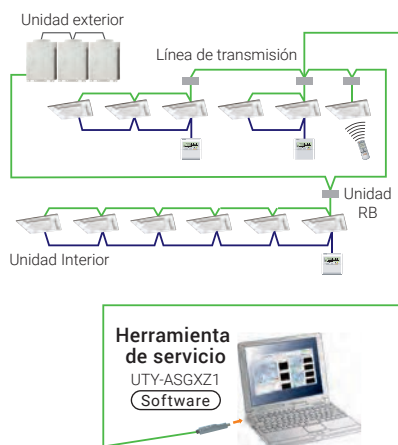 Unidad exterior
Línea de transmisión
Unidad
RB
Unidad Interior
Herramienta
de servicio
UTY-ASGXZ1
Software